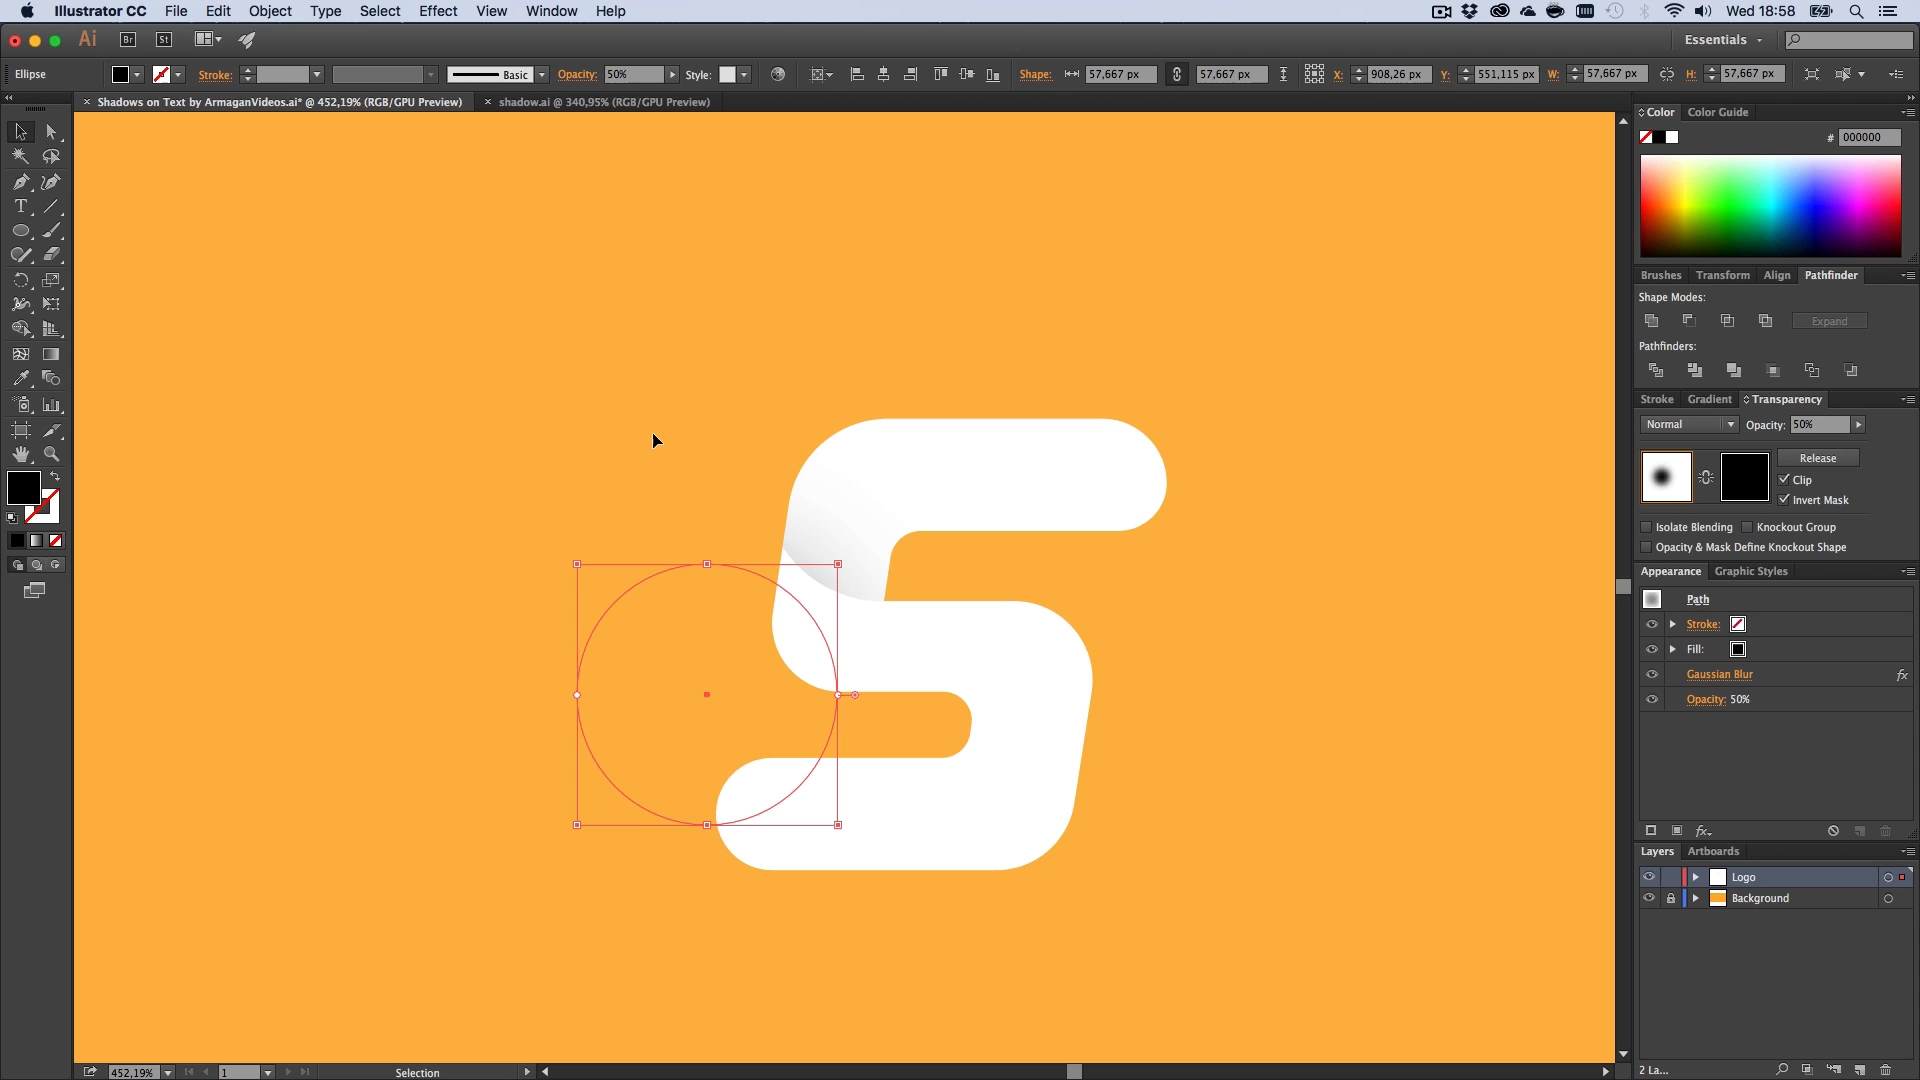 Illustrator CC File Edit Object Type Select Effect View Window Help Wed 18:58
Ai Br St Essentials
Ellipse Stroke: Basic Opacity: 50% Style: Shape: 57,667 px 57,667 px X: 908,26 px Y: 551,115 px W: 57,667 px H: 57,667 px
× Shadows on Text by ArmaganVideos.ai* @ 452,19% (RGB/GPU Preview) × shadow.ai @ 340,95% (RGB/GPU Preview)
Color Color Guide
# 000000
Brushes Transform Align Pathfinder
Shape Modes:
Expand
Pathfinders:
Stroke Gradient Transparency
Normal Opacity: 50%
Release
Clip
Invert Mask
Isolate Blending Knockout Group
Opacity & Mask Define Knockout Shape
Appearance Graphic Styles
Path
Stroke:
Fill:
Gaussian Blur fx
Opacity: 50%
fx
Layers Artboards
Logo
Background
2 La...
452,19% 1 Selection
S